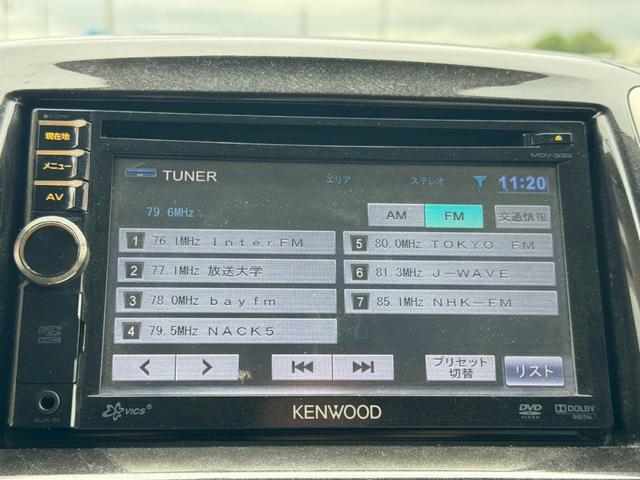 現在地
メニュー
AV
MDV-333
TUNER
エリア
ステレオ
11:20
79.6MHz
AM
FM
交通情報
1 76.1MHz InterFM
2 77.1MHz 放送大学
3 78.0MHz bayfm
4 79.5MHz NACK5
5 80.0MHz TOKYO FM
6 81.3MHz J-WAVE
7 85.1MHz NHK-FM
プリセット
切替
リスト
micro
VICS
KENWOOD
DVD
VIDEO
DOLBY
DIGITAL
AUX-IN